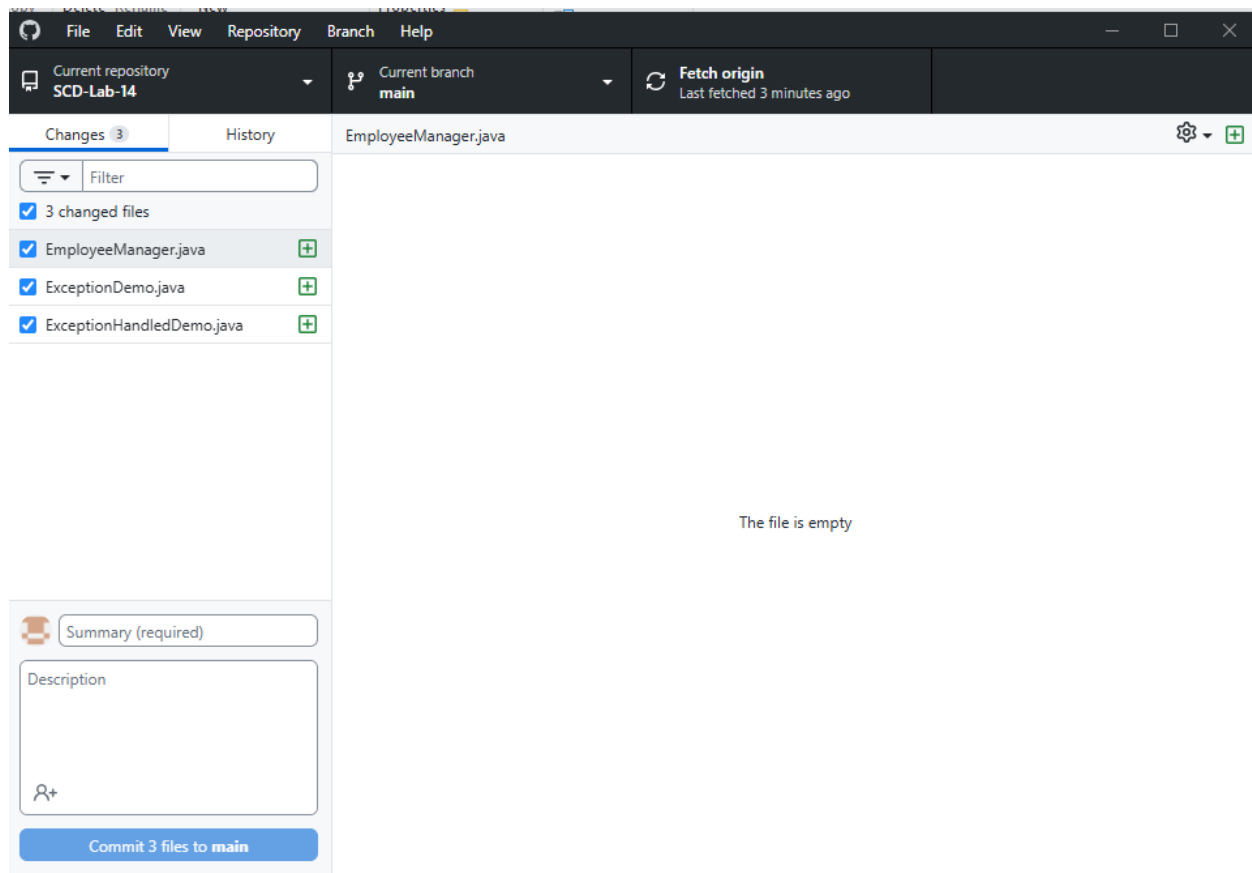 File Edit View Repository Branch Help
Current repository
SCD-Lab-14
Current branch
main
Fetch origin
Last fetched 3 minutes ago
Changes 3 History
EmployeeManager.java
Filter
3 changed files
EmployeeManager.java
ExceptionDemo.java
ExceptionHandledDemo.java
The file is empty
Summary (required)
Description
Commit 3 files to main